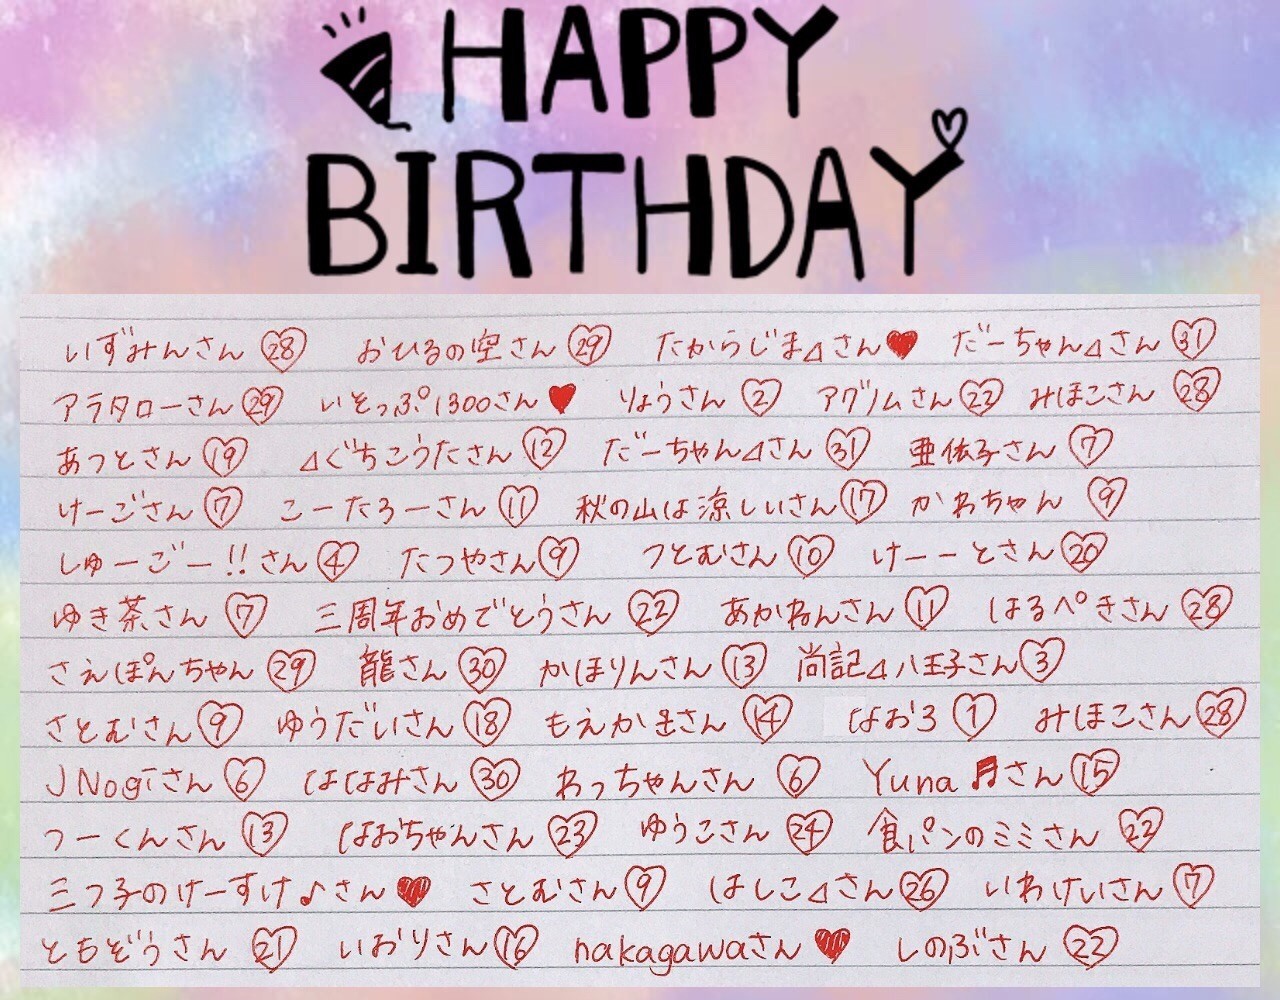 HAPPY
BIRTHDAY
いずみんさん 28 おひるの空さん 29 たからじま⊿さん♥ だーちゃん⊿さん 31
アラタローさん 29 いそっぷ1300さん♥ りょうさん 2 アグノムさん 22 みほこさん 28
あっとさん 19 ⊿ぐちこうたさん 12 だーちゃん⊿さん 31 亜依子さん 7
けーごさん 7 こーたろーさん 11 秋の山は涼しいさん 17 かわちゃん 9
しゅーごー!!さん 4 たつやさん 9 つとむさん 10 けーーとさん 20
ゆき茶さん 7 三周年おめでとうさん 22 あかねんさん 11 はるぺきさん 28
さえぽんちゃん 29 龍さん 30 かほりんさん 13 尚記⊿八王子さん 3
さとむさん 9 ゆうだいさん 18 もえかさん 14 なおろ 1 みほこさん 28
J Nogiさん 6 ははみさん 30 わっちゃんさん 6 Yuna♬さん 15
つーくんさん 13 なおちゃんさん 23 ゆうこさん 24 食パンのミミさん 22
三つ子のけーすけ♪さん♥ さとむさん 9 はしこ⊿さん 26 いわけいさん 7
ともぞうさん 21 いおりさん 16 nakagawaさん♥ しのぶさん 22